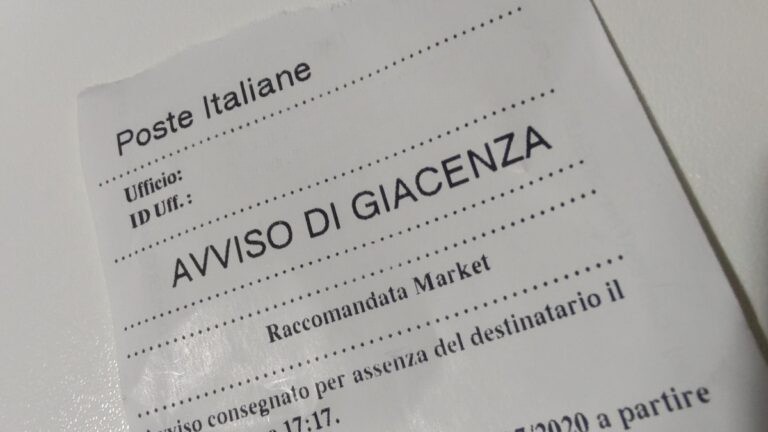 Poste Italiane
Ufficio:
ID Uff.:
AVVISO DI GIACENZA
Raccomandata Market
consegnato per assenza del destinatario il
17:17.
/2020 a partire